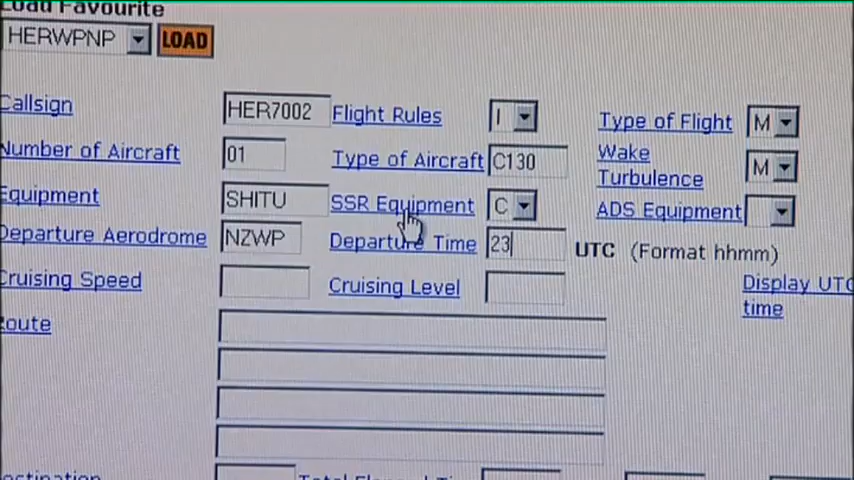 Load Favourite
HERWPNP LOAD
Callsign HER7002 Flight Rules I Type of Flight M
Number of Aircraft 01 Type of Aircraft C130 Wake Turbulence M
Equipment SHITU SSR Equipment C ADS Equipment
Departure Aerodrome NZWP Departure Time 23 UTC (Format hhmm)
Cruising Speed Cruising Level Display UTC time
Route